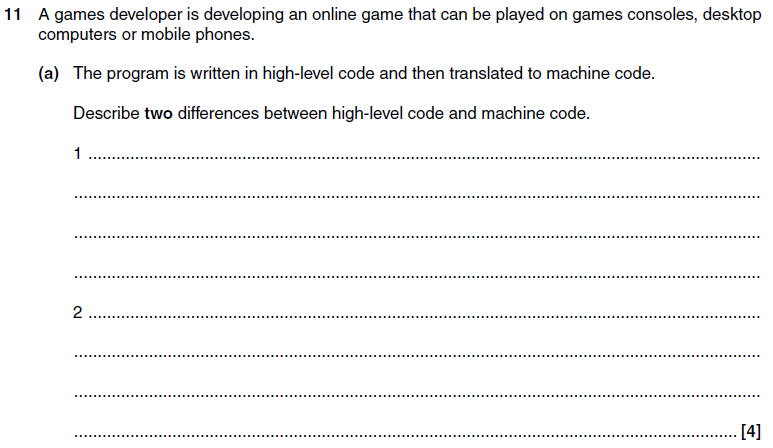 11 A games developer is developing an online game that can be played on games consoles, desktop
computers or mobile phones.
(a) The program is written in high-level code and then translated to machine code.
Describe two differences between high-level code and machine code.
1 ..........................................................................................
..........................................................................................
..........................................................................................
..........................................................................................
2 ..........................................................................................
..........................................................................................
..........................................................................................
.......................................................................................... [4]